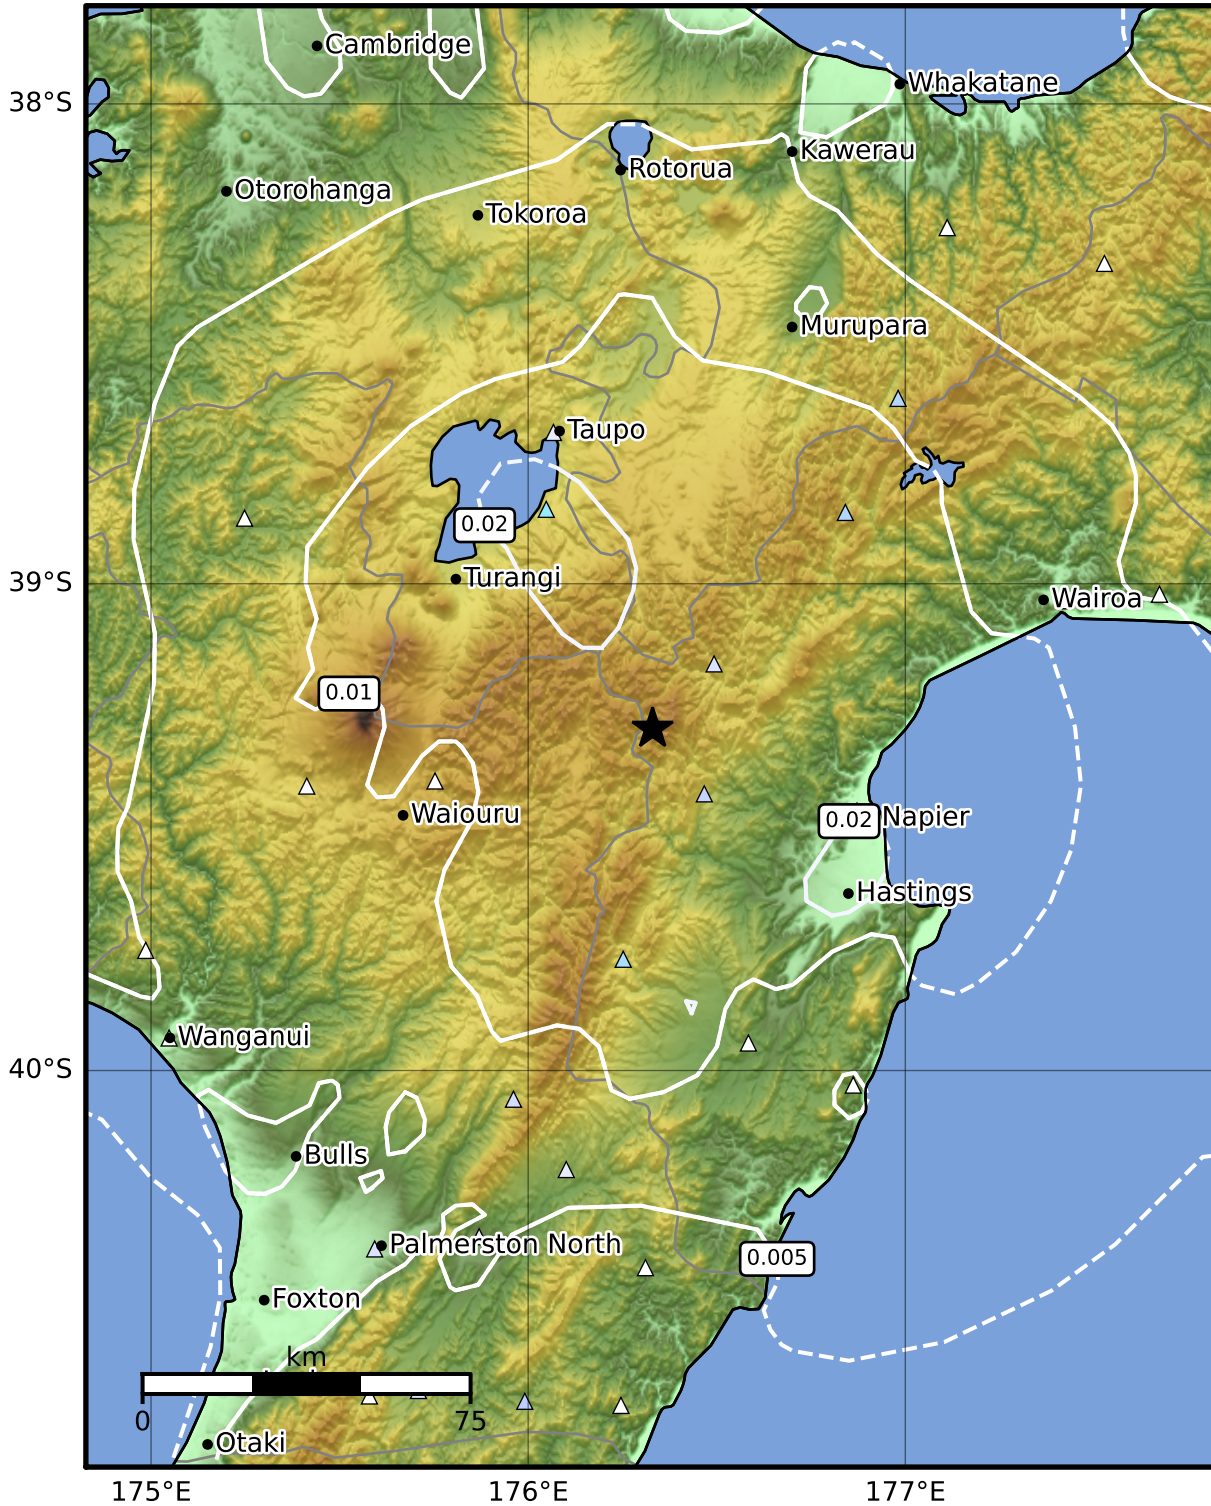 Cambridge
Whakatane
38°S
Kawerau
Rotorua
Otorohanga
Tokoroa
Murupara
Taupo
0.02
Turangi
39°S
Wairoa
0.01
Waiouru
0.02 Napier
Hastings
Wanganui
40°S
Bulls
Palmerston North
0.005
Foxton
km
0 75
Otaki
175°E 176°E 177°E